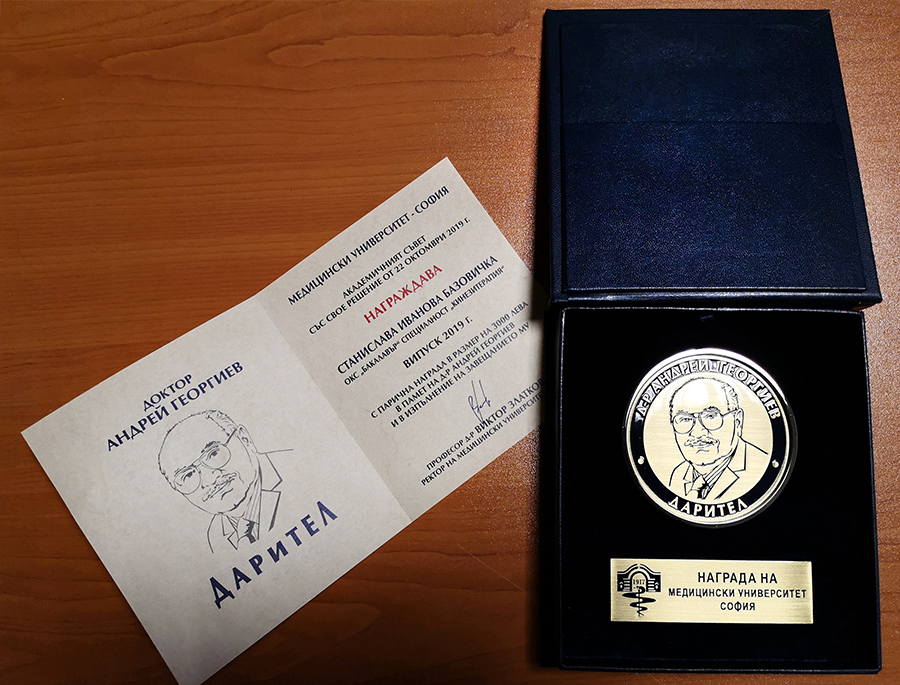 ДОКТОР
АНДРЕЙ ГЕОРГИЕВ
ДАРИТЕЛ
МЕДИЦИНСКИ УНИВЕРСИТЕТ - СОФИЯ
АКАДЕМИЧНИЯТ СЪВЕТ
СЪС СВОЕ РЕШЕНИЕ ОТ 22 ОКТОМВРИ 2019 г.
НАГРАЖДАВА
СТАНИСЛАВА ИВАНОВА БАЗОВИЧКА
ОКС „БАКАЛАВЪР" СПЕЦИАЛНОСТ „КИНЕЗИТЕРАПИЯ"
ВИПУСК 2019 г.
С ПАРИЧНА НАГРАДА В РАЗМЕР НА 3000 ЛЕВА
В ПАМЕТ НА Д-Р АНДРЕЙ ГЕОРГИЕВ
И В ИЗПЪЛНЕНИЕ НА ЗАВЕЩАНИЕТО МУ
ПРОФЕСОР Д-Р ВИКТОР ЗЛАТКОВ
РЕКТОР НА МЕДИЦИНСКИ УНИВЕРСИТЕТ
Д-Р АНДРЕЙ ГЕОРГИЕВ
ДАРИТЕЛ
1917
НАГРАДА НА
МЕДИЦИНСКИ УНИВЕРСИТЕТ
СОФИЯ